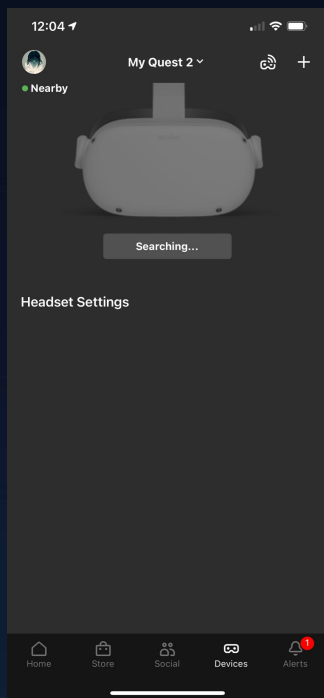 12:04
My Quest 2
Nearby
Searching...
Headset Settings
1
Home Store Social Devices Alerts